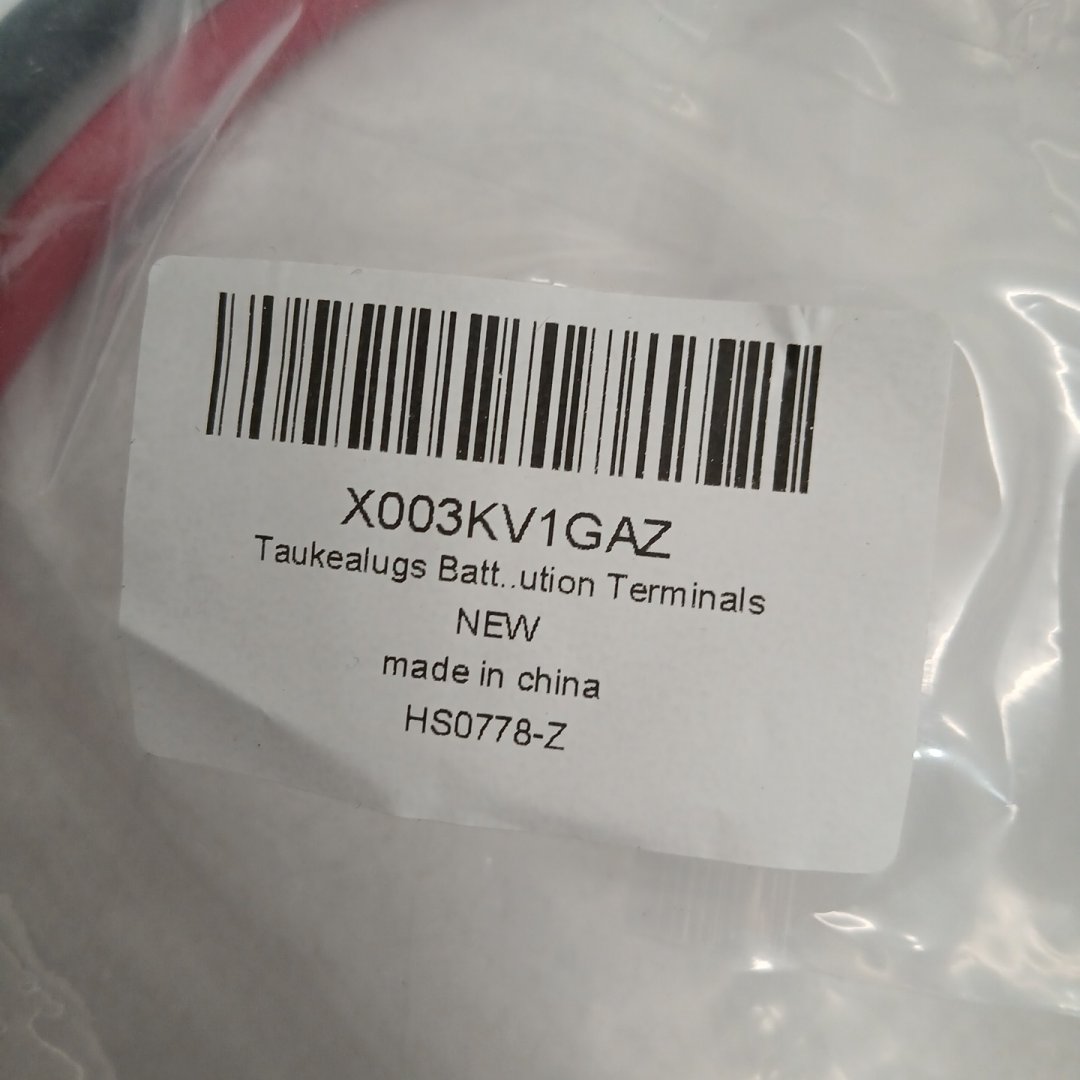 X003KV1GAZ
Taukealugs Batt..ution Terminals
NEW
made in china
HS0778-Z